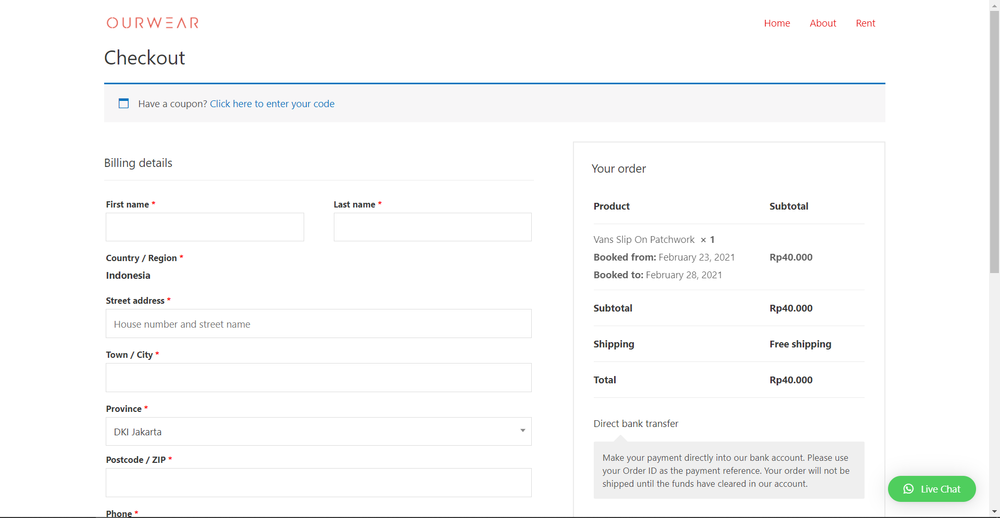 OURWEAR
Home About Rent
Checkout
Have a coupon? Click here to enter your code
Billing details
First name *
Last name *
Country / Region *
Indonesia
Street address *
House number and street name
Town / City *
Province *
DKI Jakarta
Postcode / ZIP *
Phone *
Your order
Product Subtotal
Vans Slip On Patchwork × 1
Booked from: February 23, 2021 Rp40.000
Booked to: February 28, 2021
Subtotal Rp40.000
Shipping Free shipping
Total Rp40.000
Direct bank transfer
Make your payment directly into our bank account. Please use
your Order ID as the payment reference. Your order will not be
shipped until the funds have cleared in our account.
Live Chat